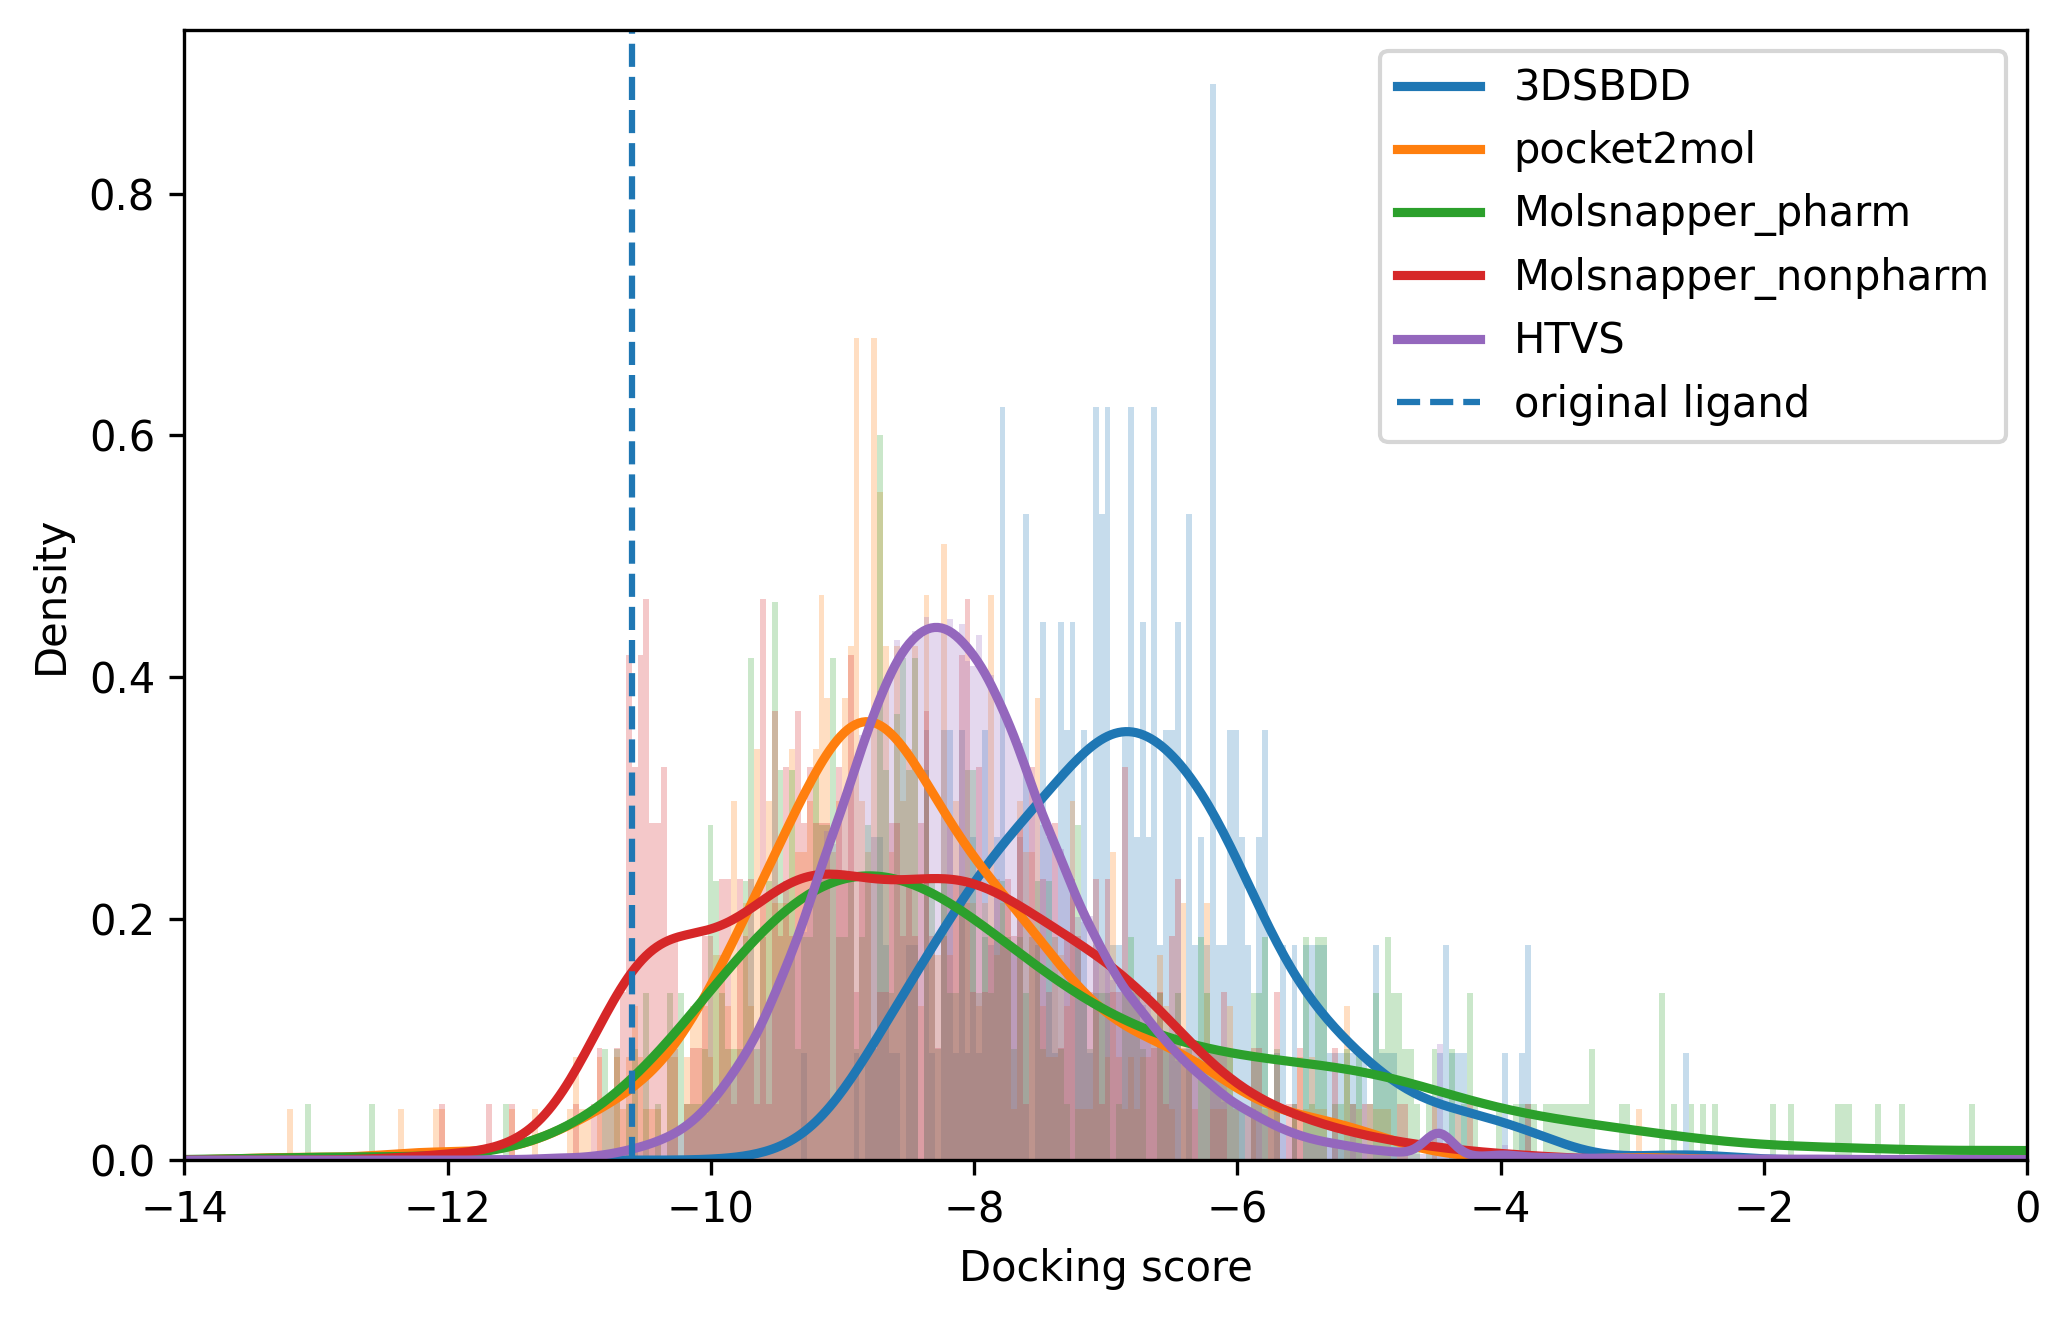 3DSBDD
pocket2mol
Molsnapper_pharm
Molsnapper_nonpharm
HTVS
original ligand
Density
0.8
0.6
0.4
0.2
0.0
−14 −12 −10 −8 −6 −4 −2 0
Docking score